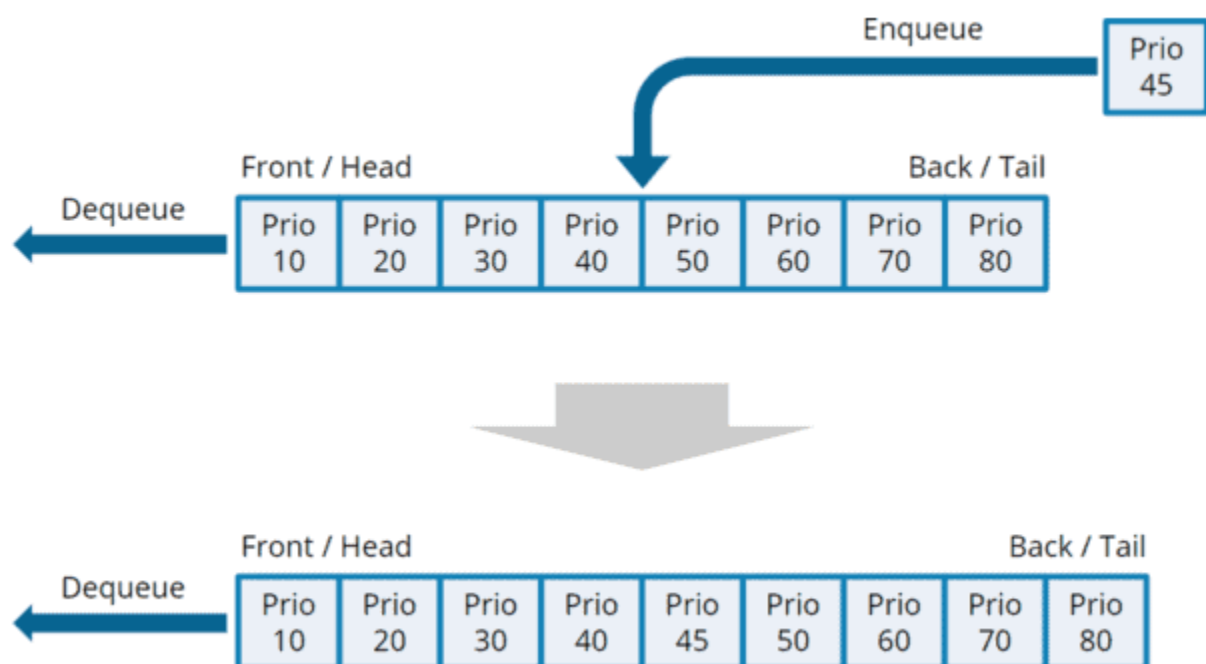 Enqueue
Prio
45
Front / Head
Back / Tail
Dequeue
Prio Prio Prio Prio Prio Prio Prio Prio
10 20 30 40 50 60 70 80
Front / Head
Back / Tail
Dequeue
Prio Prio Prio Prio Prio Prio Prio Prio Prio
10 20 30 40 45 50 60 70 80